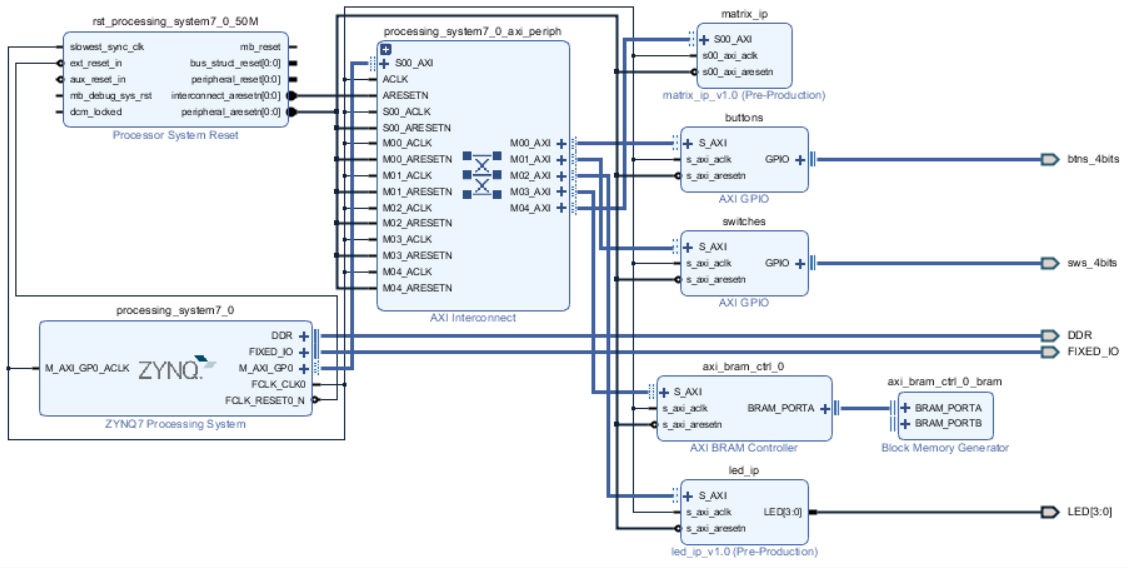 rst_processing_system7_0_50M
slowest_sync_clk
mb_reset
ext_reset_in
bus_struct_reset[0:0]
aux_reset_in
peripheral_reset[0:0]
mb_debug_sys_rst
interconnect_aresetn[0:0]
dcm_locked
peripheral_aresetn[0:0]
Processor System Reset
processing_system7_0_axi_periph
S00_AXI
ACLK
ARESETN
S00_ACLK
S00_ARESETN
M00_ACLK
M00_AXI
M00_ARESETN
M01_AXI
M01_ACLK
M02_AXI
M01_ARESETN
M03_AXI
M02_ACLK
M04_AXI
M02_ARESETN
M03_ACLK
M03_ARESETN
M04_ACLK
M04_ARESETN
AXI Interconnect
matrix_ip
S00_AXI
s00_axi_aclk
s00_axi_aresetn
matrix_ip_v1.0 (Pre-Production)
buttons
S_AXI
s_axi_aclk
GPIO
s_axi_aresetn
AXI GPIO
btns_4bits
switches
S_AXI
s_axi_aclk
GPIO
s_axi_aresetn
AXI GPIO
sws_4bits
processing_system7_0
DDR
FIXED_IO
M_AXI_GP0_ACLK
ZYNQ
M_AXI_GP0
FCLK_CLK0
FCLK_RESET0_N
ZYNQ7 Processing System
DDR
FIXED_IO
axi_bram_ctrl_0
S_AXI
s_axi_aclk
BRAM_PORTA
s_axi_aresetn
AXI BRAM Controller
axi_bram_ctrl_0_bram
BRAM_PORTA
BRAM_PORTB
Block Memory Generator
led_ip
S_AXI
s_axi_aclk
LED[3:0]
s_axi_aresetn
led_ip_v1.0 (Pre-Production)
LED[3:0]